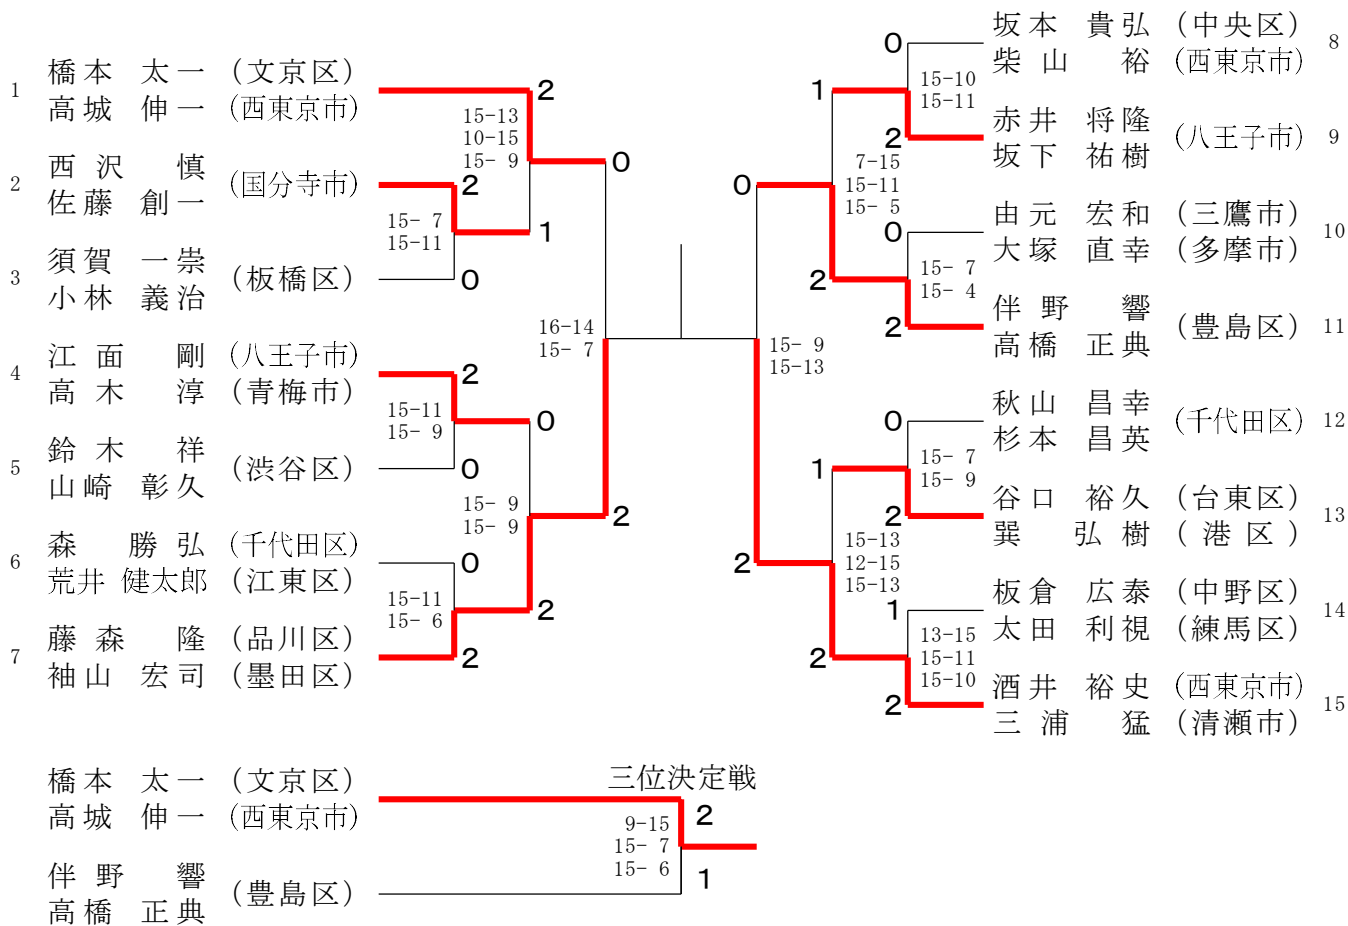 1
橋本 太一 (文京区)
高城 伸一 (西東京市)
2
西沢 慎
佐藤 創一
(国分寺市)
3
須賀 一崇
小林 義治
(板橋区)
4
江面 剛 (八王子市)
高木 淳 (青梅市)
5
鈴木 祥
山崎 彰久
(渋谷区)
6
森 勝弘 (千代田区)
荒井 健太郎 (江東区)
7
藤森 隆 (品川区)
袖山 宏司 (墨田区)
2
15-13
10-15
15- 9
0
2
15- 7
15-11
1
0
16-14
15- 7
2
15-11
15- 9
0
0
15- 9
15- 9
2
0
15-11
15- 6
2
2
0
15-10
15-11
1
2
7-15
15-11
15- 5
0
0
15- 7
15- 4
2
2
15- 9
15-13
0
15- 7
15- 9
1
2
15-13
12-15
15-13
2
1
13-15
15-11
15-10
2
2
坂本 貴弘 (中央区)
柴山 裕 (西東京市)
8
赤井 将隆
坂下 祐樹
(八王子市)
9
由元 宏和 (三鷹市)
大塚 直幸 (多摩市)
10
伴野 響
高橋 正典
(豊島区)
11
秋山 昌幸
杉本 昌英
(千代田区)
12
谷口 裕久 (台東区)
巽 弘樹 (港区)
13
板倉 広泰 (中野区)
太田 利視 (練馬区)
14
酒井 裕史 (西東京市)
三浦 猛 (清瀬市)
15
三位決定戦
橋本 太一 (文京区)
高城 伸一 (西東京市)
2
9-15
15- 7
15- 6
1
伴野 響
高橋 正典
(豊島区)